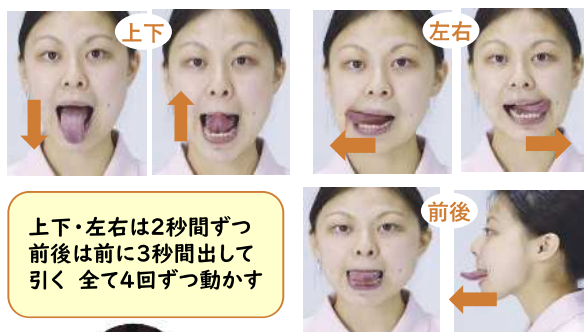 上下
左右
上下・左右は2秒間ずつ
前後は前に3秒間出して
引く 全て4回ずつ動かす
前後